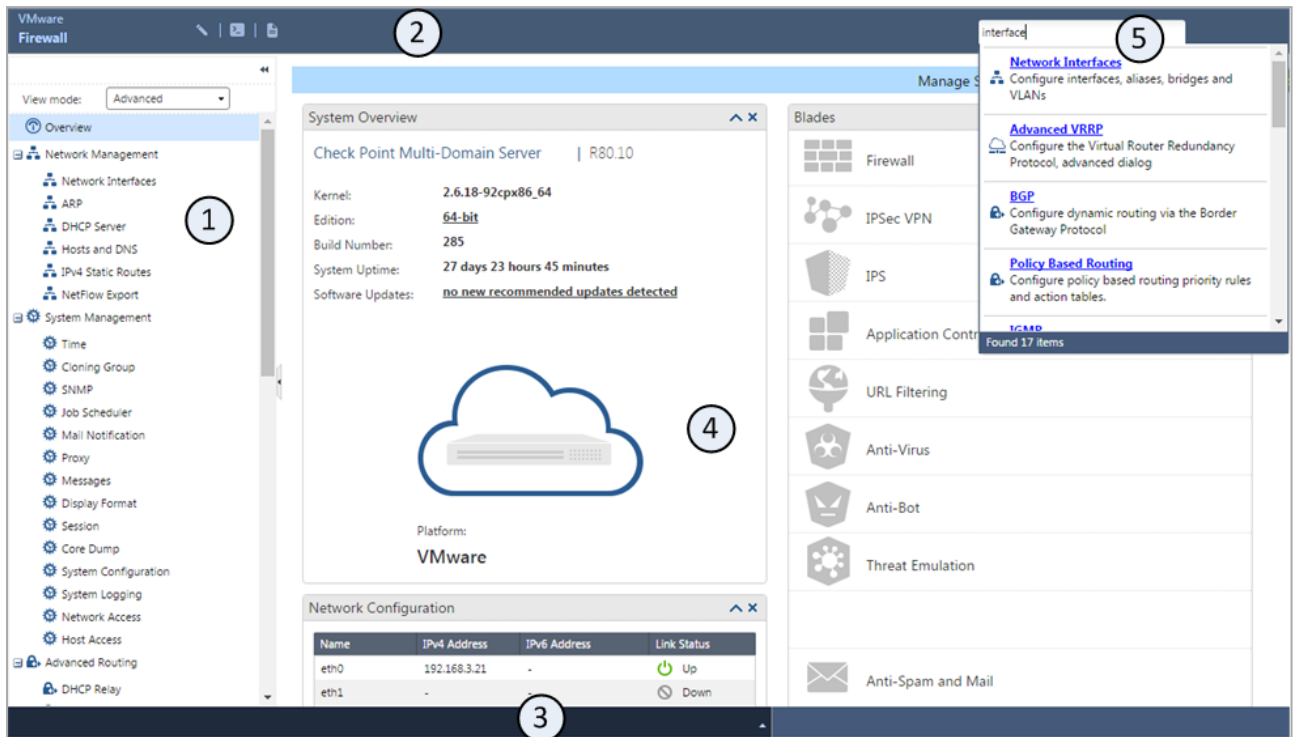 VMware
Firewall
2
interface
5
Network Interfaces
Configure interfaces, aliases, bridges and
VLANs
Advanced VRRP
Configure the Virtual Router Redundancy
Protocol, advanced dialog
BGP
Configure dynamic routing via the Border
Gateway Protocol
Policy Based Routing
Configure policy based routing priority rules
and action tables.
IGMP
Found 17 items
View mode: Advanced
Overview
Network Management
Network Interfaces
ARP
DHCP Server
Hosts and DNS
IPv4 Static Routes
NetFlow Export
1
System Management
Time
Cloning Group
SNMP
Job Scheduler
Mail Notification
Proxy
Messages
Display Format
Session
Core Dump
System Configuration
System Logging
Network Access
Host Access
Advanced Routing
DHCP Relay
Manage S
System Overview
Check Point Multi-Domain Server | R80.10
Kernel: 2.6.18-92cpx86_64
Edition: 64-bit
Build Number: 285
System Uptime: 27 days 23 hours 45 minutes
Software Updates: no new recommended updates detected
4
Platform:
VMware
Network Configuration
Name IPv4 Address IPv6 Address Link Status
eth0 192.168.3.21 - Up
eth1 - - Down
3
Blades
Firewall
IPSec VPN
IPS
Application Contr
URL Filtering
Anti-Virus
Anti-Bot
Threat Emulation
Anti-Spam and Mail